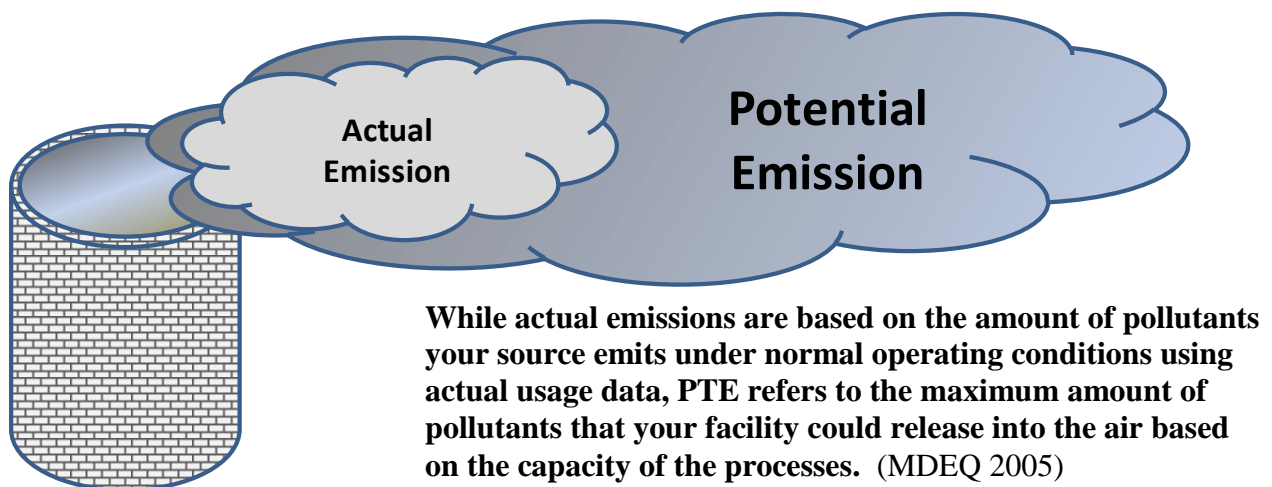 Actual
Emission
Potential
Emission
While actual emissions are based on the amount of pollutants
your source emits under normal operating conditions using
actual usage data, PTE refers to the maximum amount of
pollutants that your facility could release into the air based
on the capacity of the processes. (MDEQ 2005)